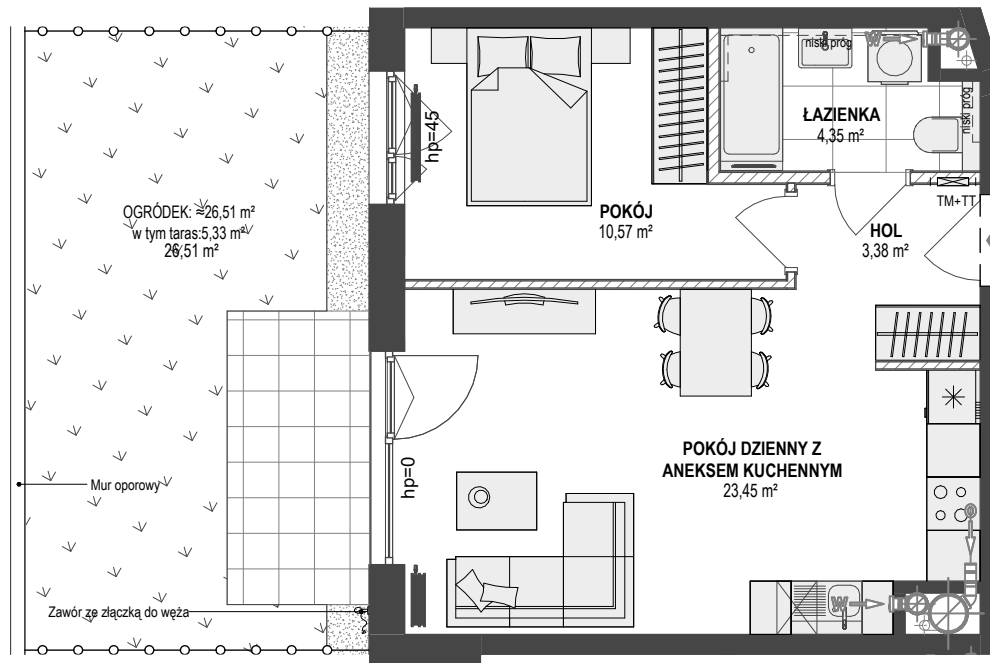 niski próg
W
ŁAZIENKA
4,35 m²
niski próg
hp=45
OGRÓDEK: ≈26,51 m²
w tym taras:5,33 m²
26,51 m²
POKÓJ
10,57 m²
TM+TT
HOL
3,38 m²
POKÓJ DZIENNY Z
ANEKSEM KUCHENNYM
23,45 m²
hp=0
Mur oporowy
O
W
Zawór ze złączką do węża